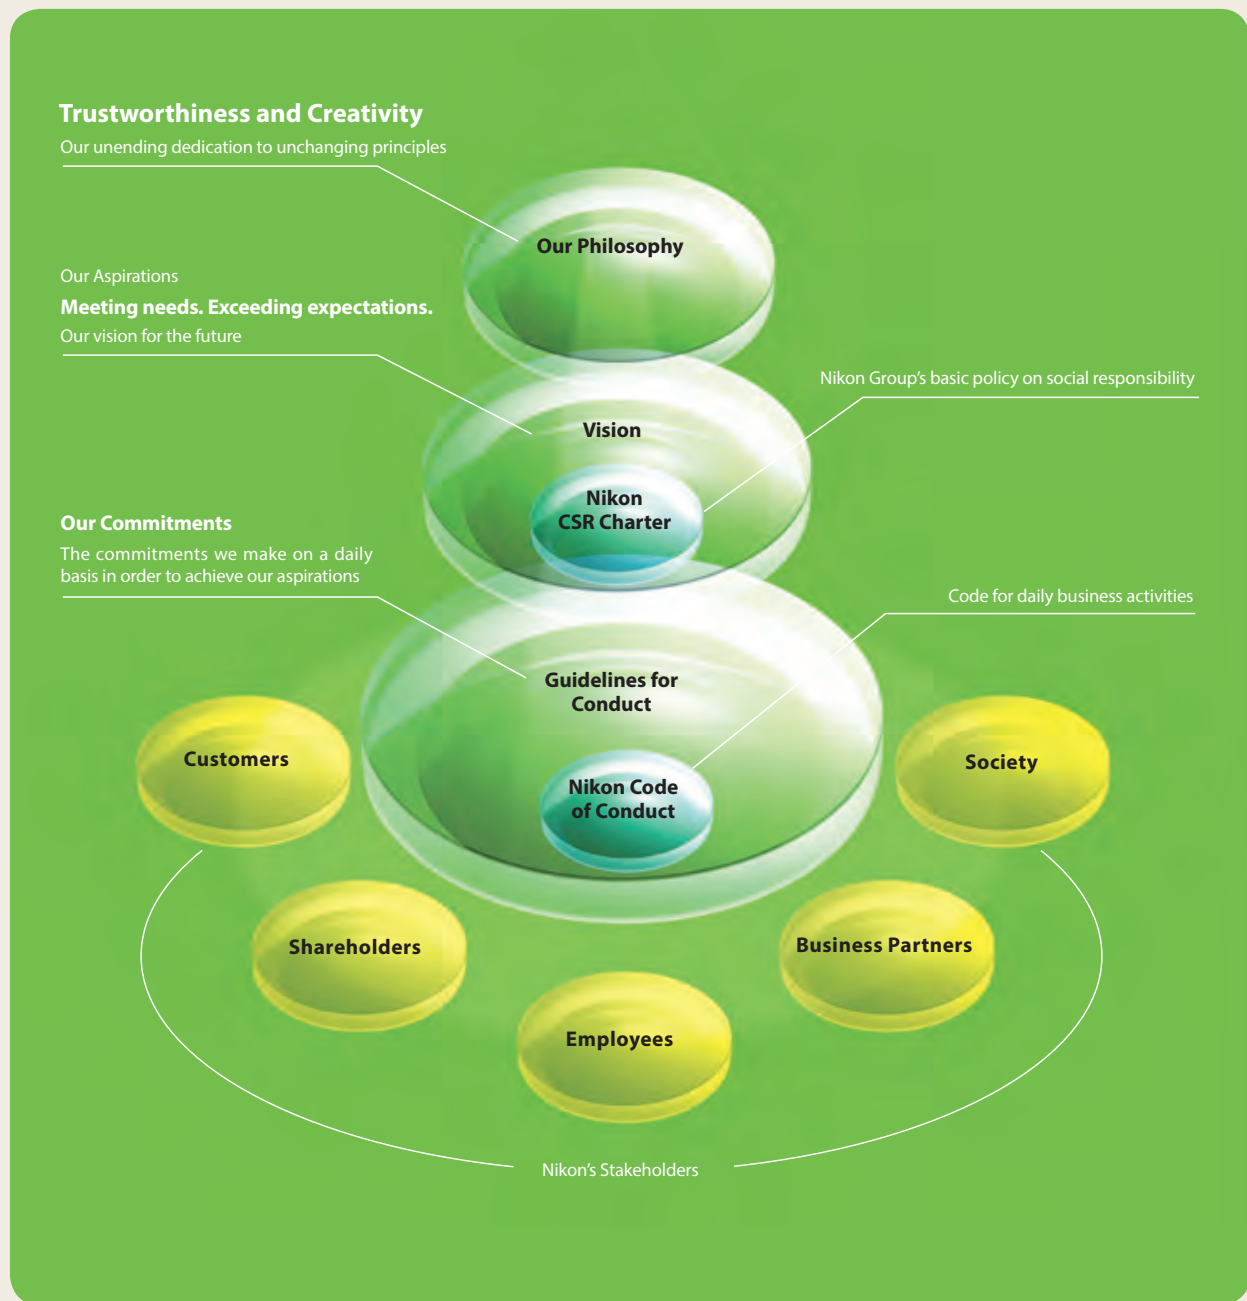 Trustworthiness and Creativity
Our unending dedication to unchanging principles
Our Philosophy
Our Aspirations
Meeting needs. Exceeding expectations.
Our vision for the future
Nikon Group’s basic policy on social responsibility
Vision
Nikon
CSR Charter
Our Commitments
The commitments we make on a daily
basis in order to achieve our aspirations
Code for daily business activities
Guidelines for
Conduct
Nikon Code
of Conduct
Customers
Society
Shareholders
Business Partners
Employees
Nikon’s Stakeholders